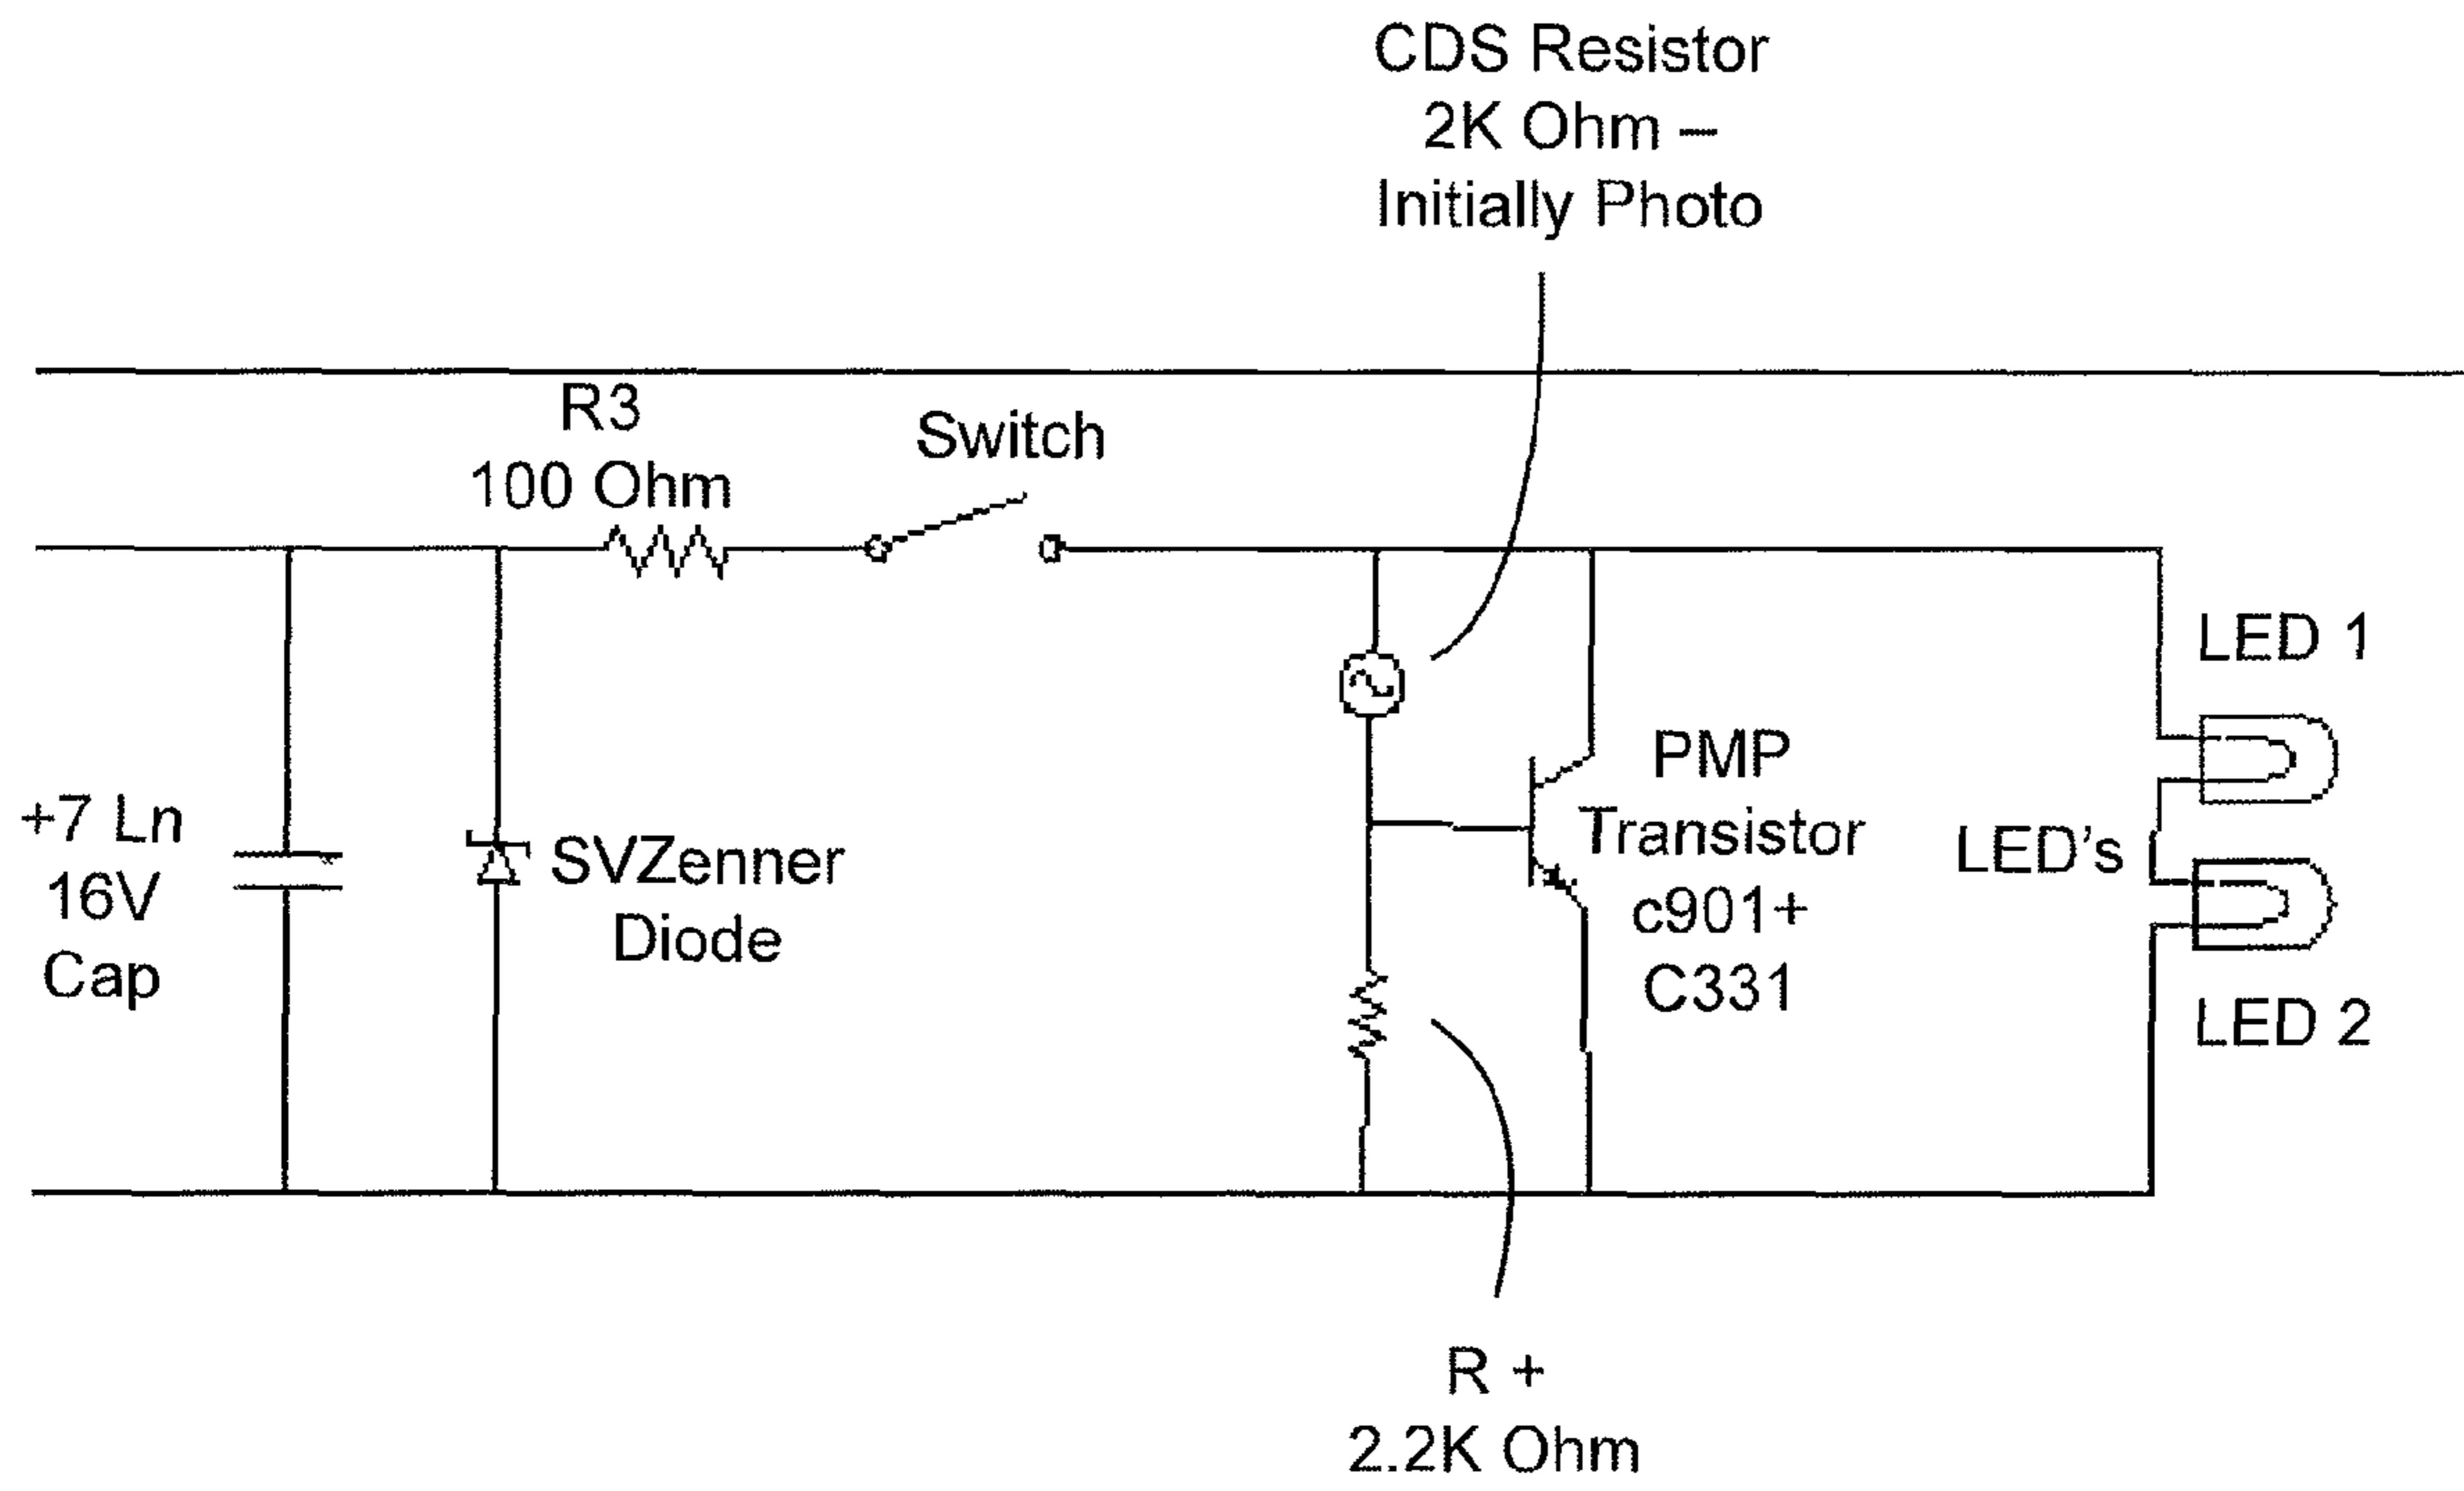 CDS Resistor
2K Ohm –
Initially Photo
R3
100 Ohm
Switch
LED 1
+7 Ln
16V
Cap
SVZenner
Diode
PMP
Transistor
c901+
C331
LED's
LED 2
R +
2.2K Ohm